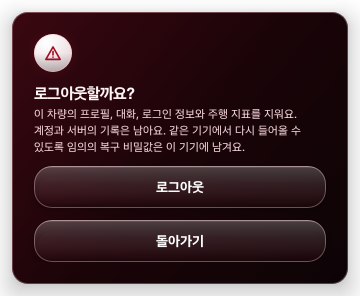 로그아웃할까요?
이 차량의 프로필, 대화, 로그인 정보와 주행 지표를 지워요.
계정과 서버의 기록은 남아요. 같은 기기에서 다시 들어올 수
있도록 임의의 복구 비밀값은 이 기기에 남겨요.
로그아웃
돌아가기